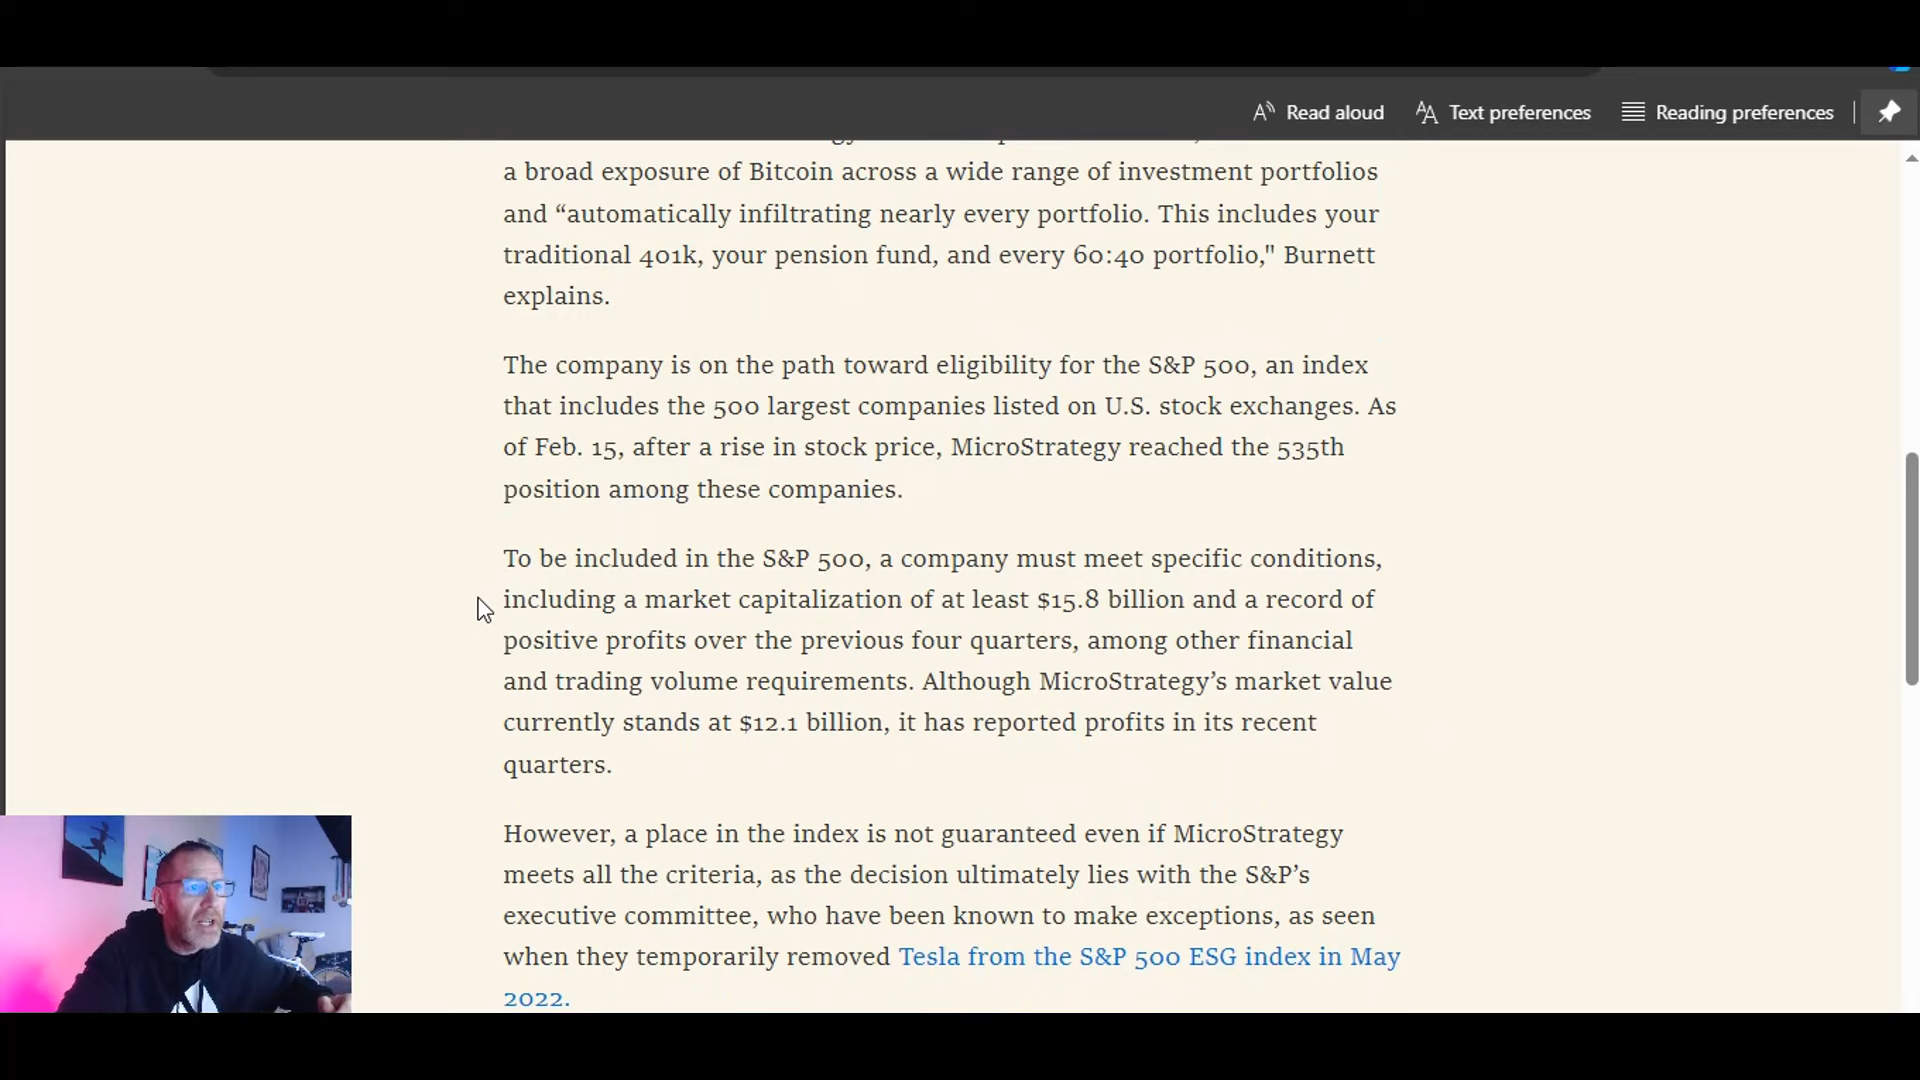 Read aloud
Text preferences
Reading preferences
a broad exposure of Bitcoin across a wide range of investment portfolios
and “automatically infiltrating nearly every portfolio. This includes your
traditional 401k, your pension fund, and every 60:40 portfolio," Burnett
explains.
The company is on the path toward eligibility for the S&P 500, an index
that includes the 500 largest companies listed on U.S. stock exchanges. As
of Feb. 15, after a rise in stock price, MicroStrategy reached the 535th
position among these companies.
To be included in the S&P 500, a company must meet specific conditions,
including a market capitalization of at least $15.8 billion and a record of
positive profits over the previous four quarters, among other financial
and trading volume requirements. Although MicroStrategy’s market value
currently stands at $12.1 billion, it has reported profits in its recent
quarters.
However, a place in the index is not guaranteed even if MicroStrategy
meets all the criteria, as the decision ultimately lies with the S&P’s
executive committee, who have been known to make exceptions, as seen
when they temporarily removed Tesla from the S&P 500 ESG index in May
2022.